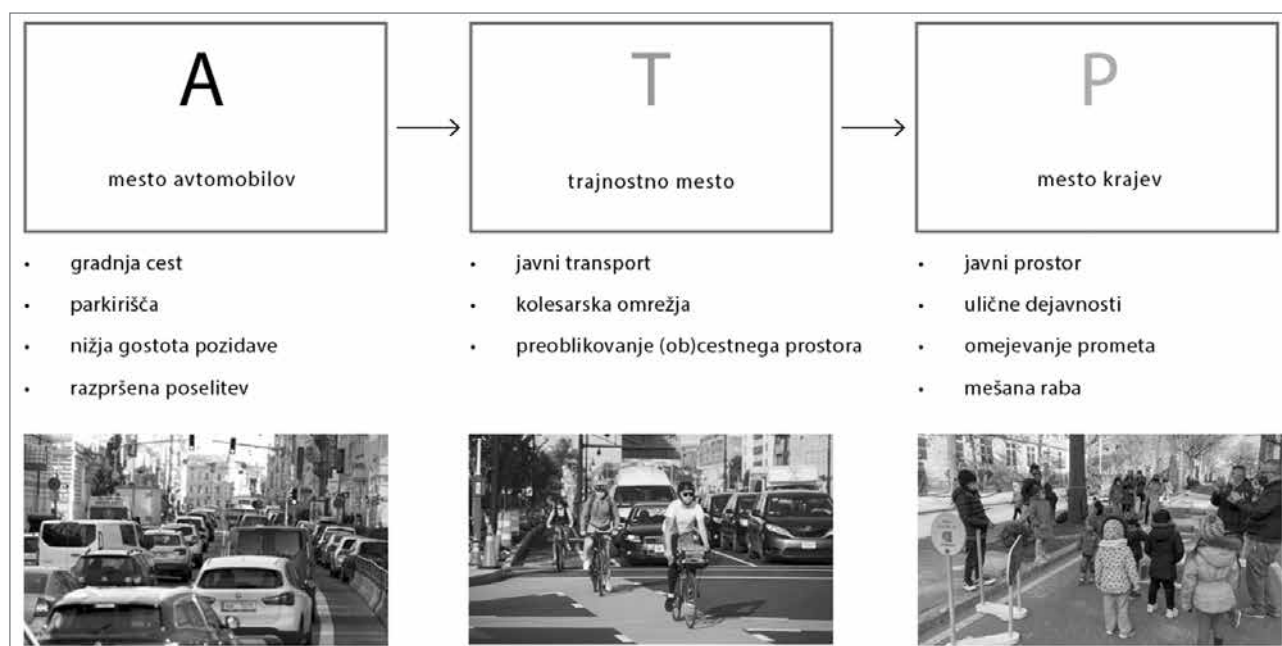 A
mesto avtomobilov
• gradnja cest
• parkirišča
• nižja gostota pozidave
• razpršena poselitev
T
trajnostno mesto
• javni transport
• kolesarska omrežja
• preoblikovanje (ob)cestnega prostora
P
mesto krajev
• javni prostor
• ulične dejavnosti
• omejevanje prometa
• mešana raba